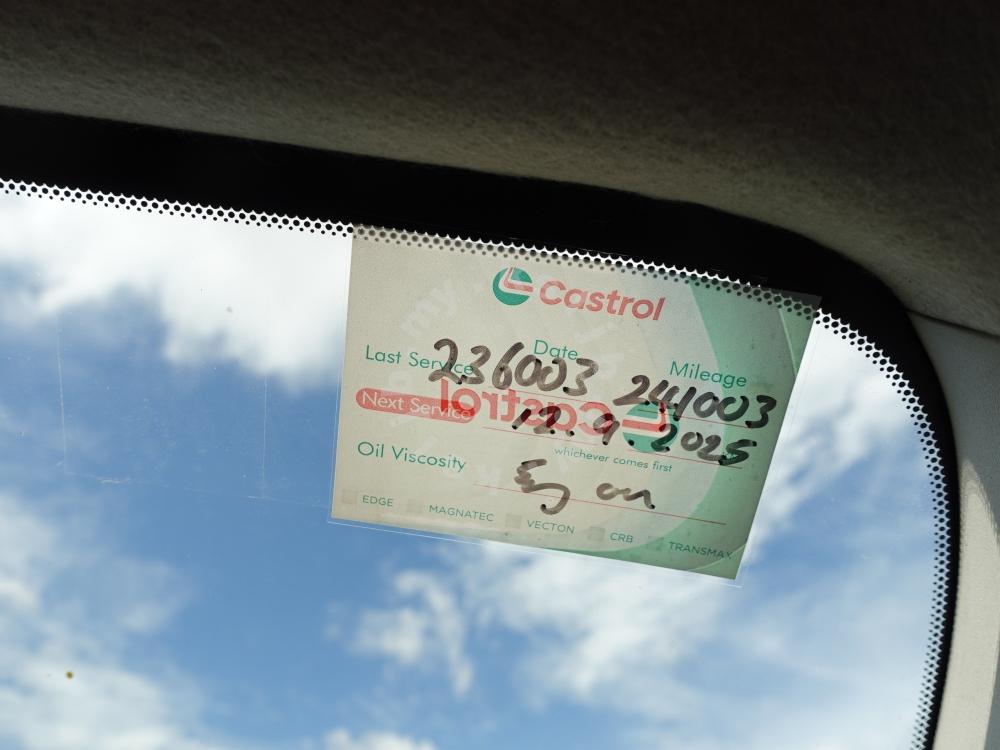 Castrol
Date Mileage
Last Service 236003 241003
Next Service 12.9.2025
Castrol
whichever comes first
Oil Viscosity
EDGE MAGNATEC VECTON CRB TRANSMAX